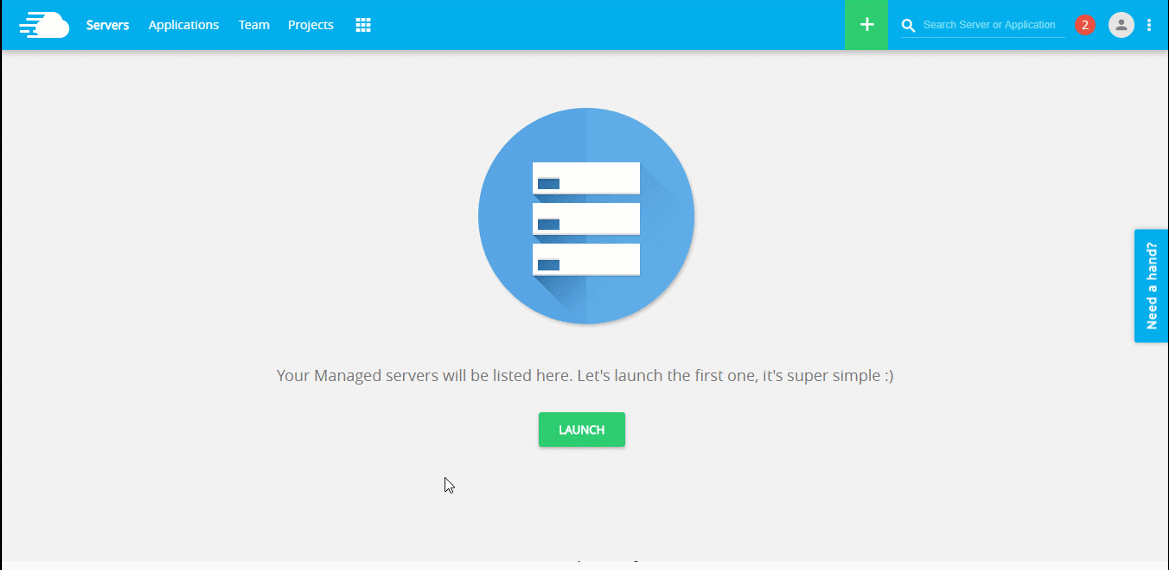 Servers Applications Team Projects + Search Server or Application 2
Need a hand?
Your Managed servers will be listed here. Let's launch the first one, it's super simple :)
LAUNCH